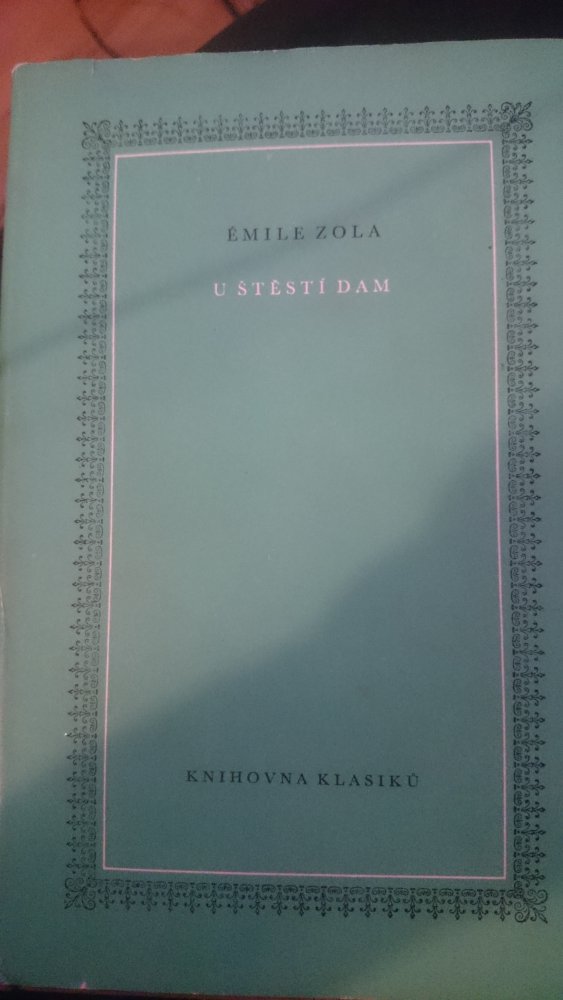 ÉMILE ZOLA
U ŠTĚSTÍ DAM
KNIHOVNA KLASIKŮ